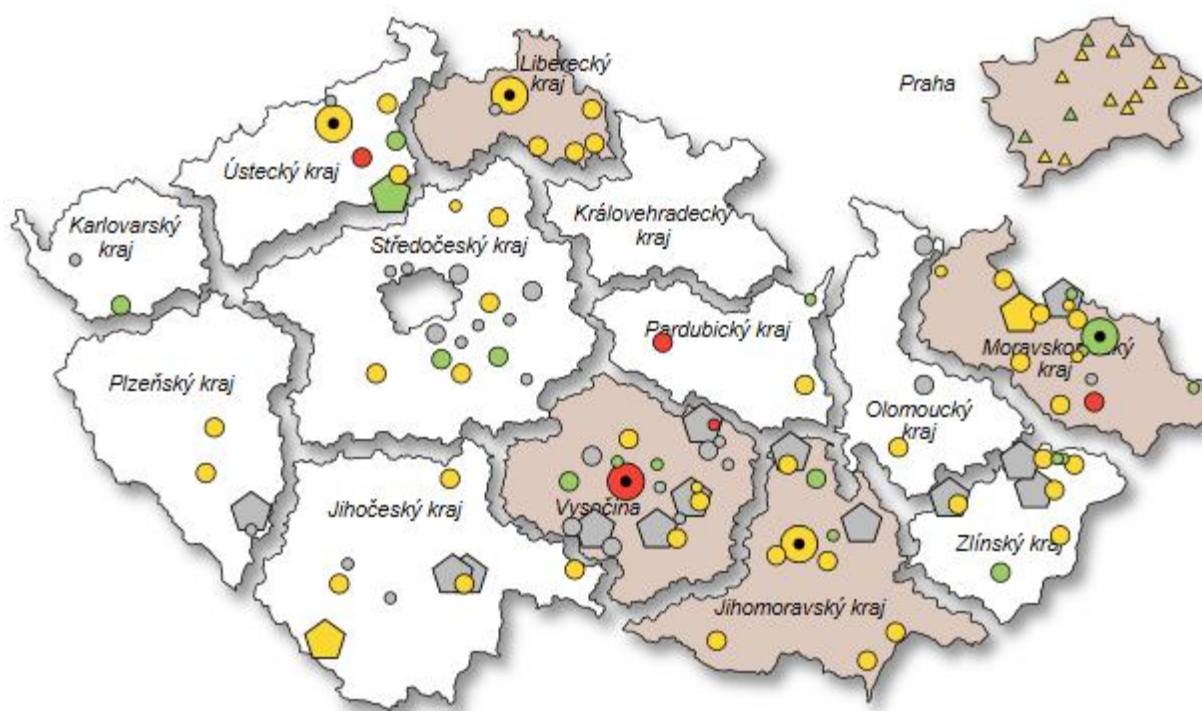 Liberecký
kraj
Praha
Ústecký kraj
Karlovarský
kraj
Královehradecký
kraj
Středočeský kraj
Pardubický kraj
Moravskoslezský
kraj
Plzeňský kraj
Olomoucký
kraj
Jihočeský kraj
Vysočina
Zlínský kraj
Jihomoravský kraj